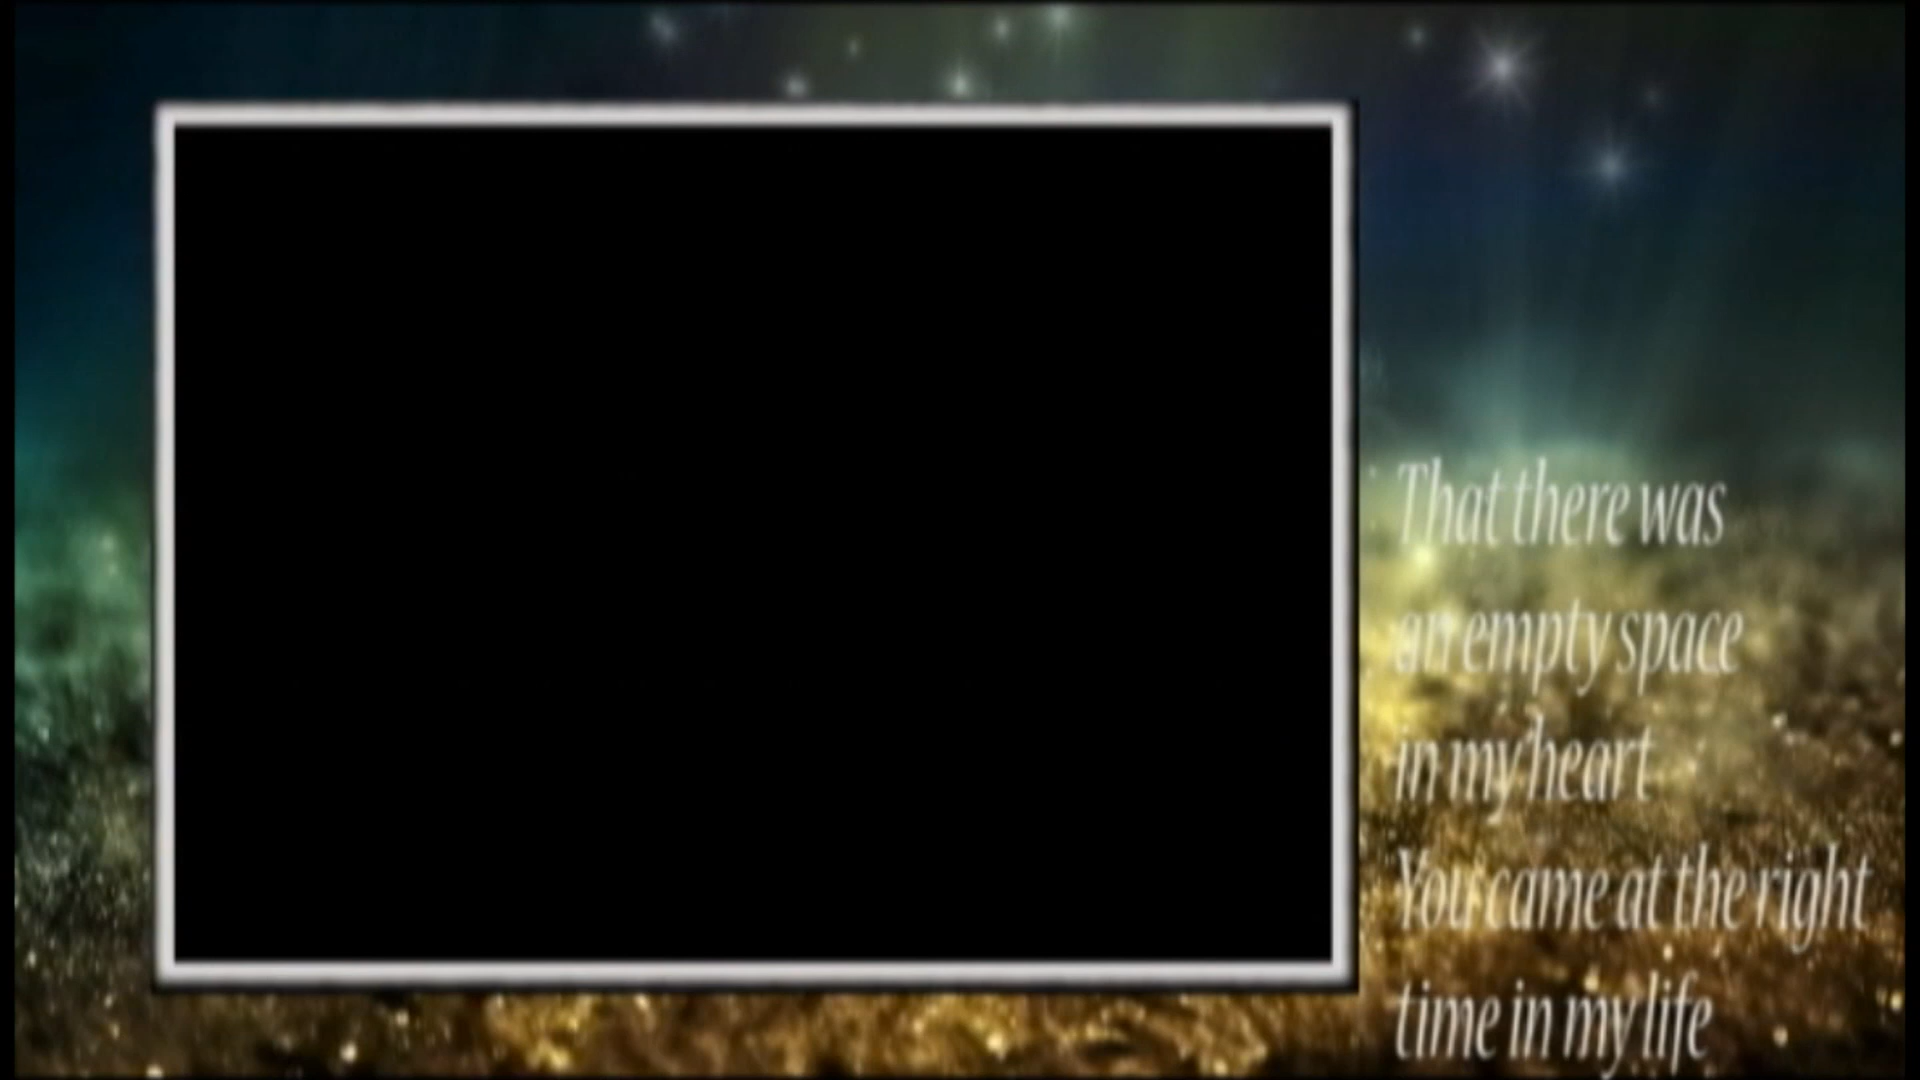 That there was
an empty space
in my heart
You came at the right
time in my life